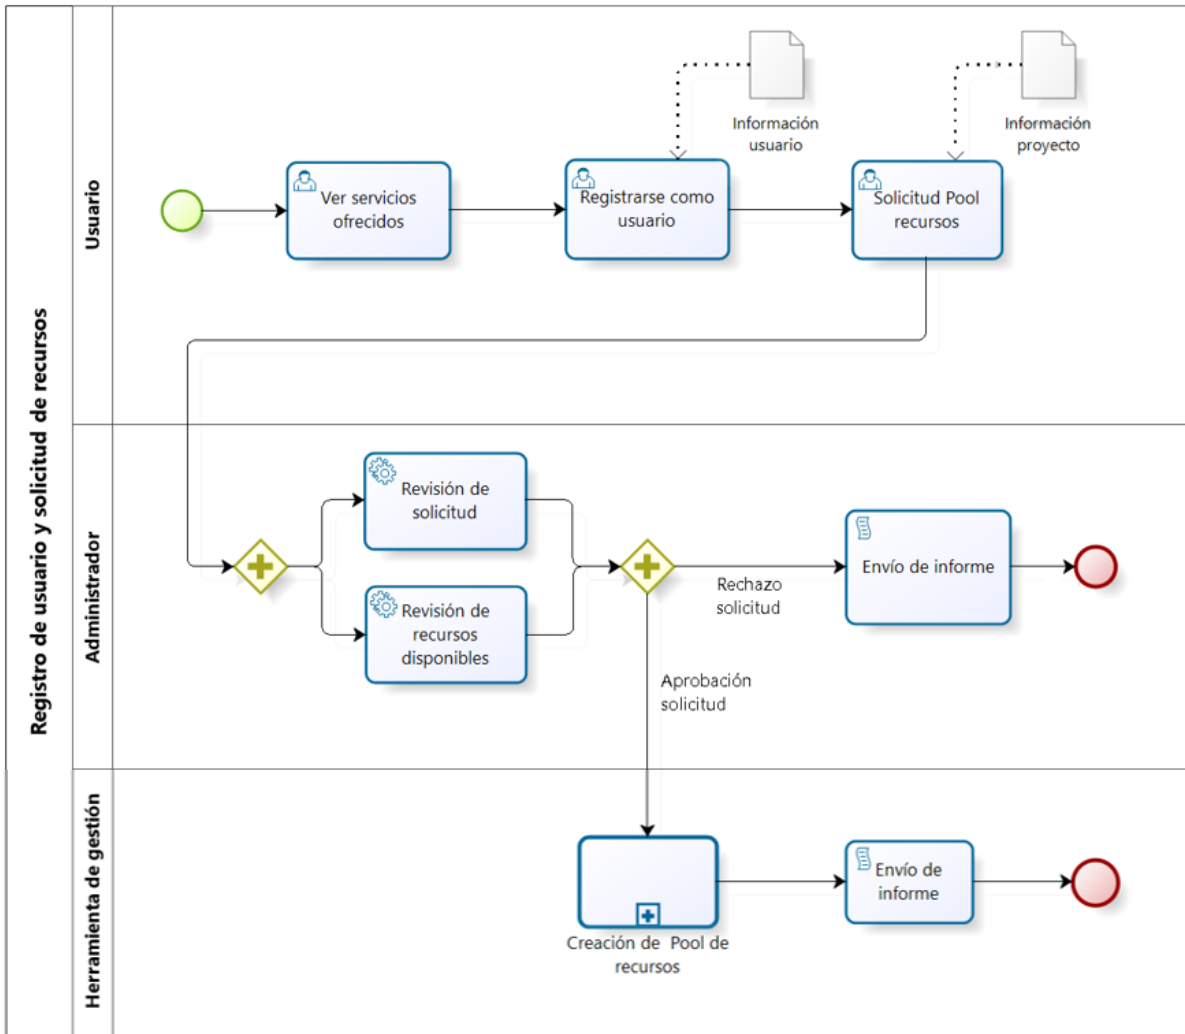 Registro de usuario y solicitud de recursos
Usuario
Información
usuario
Información
proyecto
Ver servicios
ofrecidos
Registrarse como
usuario
Solicitud Pool
recursos
Administrador
Revisión de
solicitud
Revisión de
recursos
disponibles
Rechazo
solicitud
Envío de informe
Aprobación
solicitud
Herramienta de gestión
Creación de Pool de
recursos
Envío de
informe